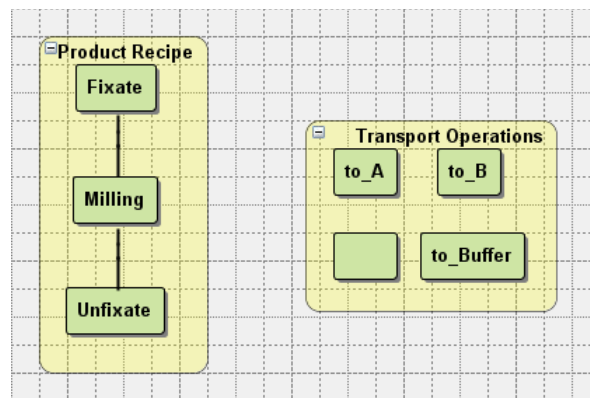 Product Recipe
Fixate
Milling
Unfixate
Transport Operations
to_A
to_B
to_Buffer